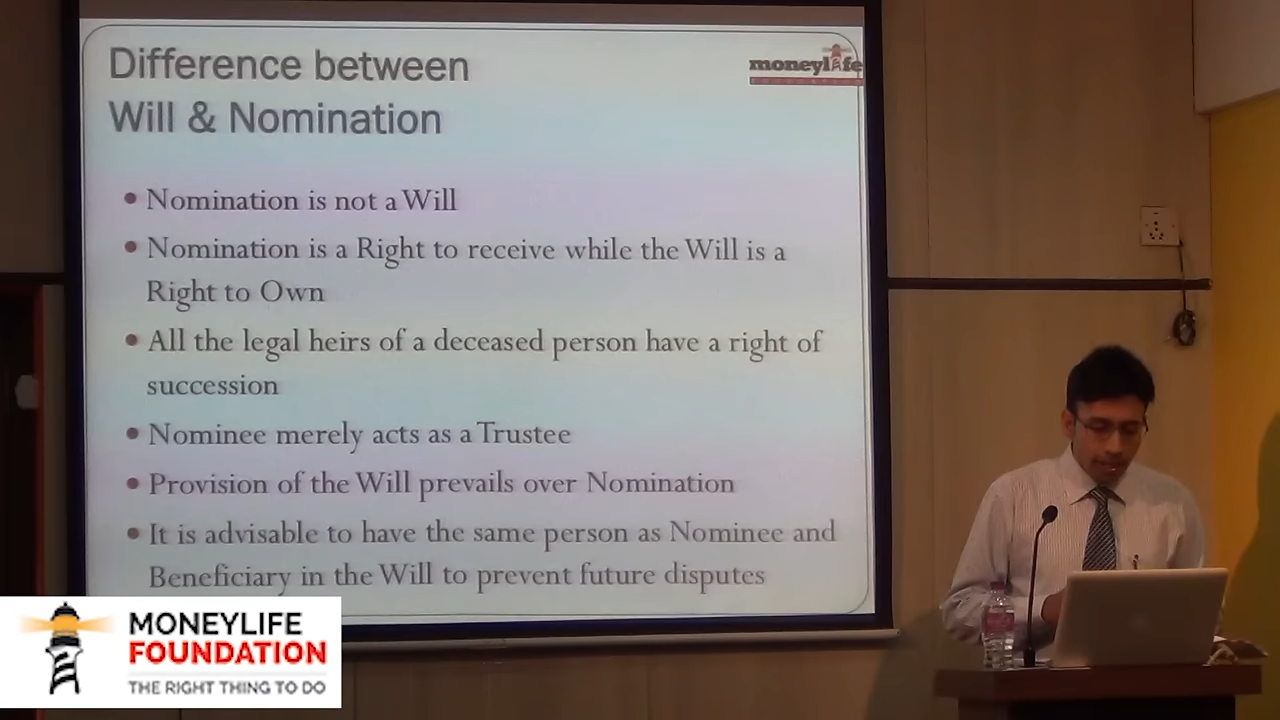 Difference between
Will & Nomination
moneylife
• Nomination is not a Will
• Nomination is a Right to receive while the Will is a
Right to Own
• All the legal heirs of a deceased person have a right of
succession
• Nominee merely acts as a Trustee
• Provision of the Will prevails over Nomination
• It is advisable to have the same person as Nominee and
Beneficiary in the Will to prevent future disputes
MONEYLIFE
FOUNDATION
THE RIGHT THING TO DO